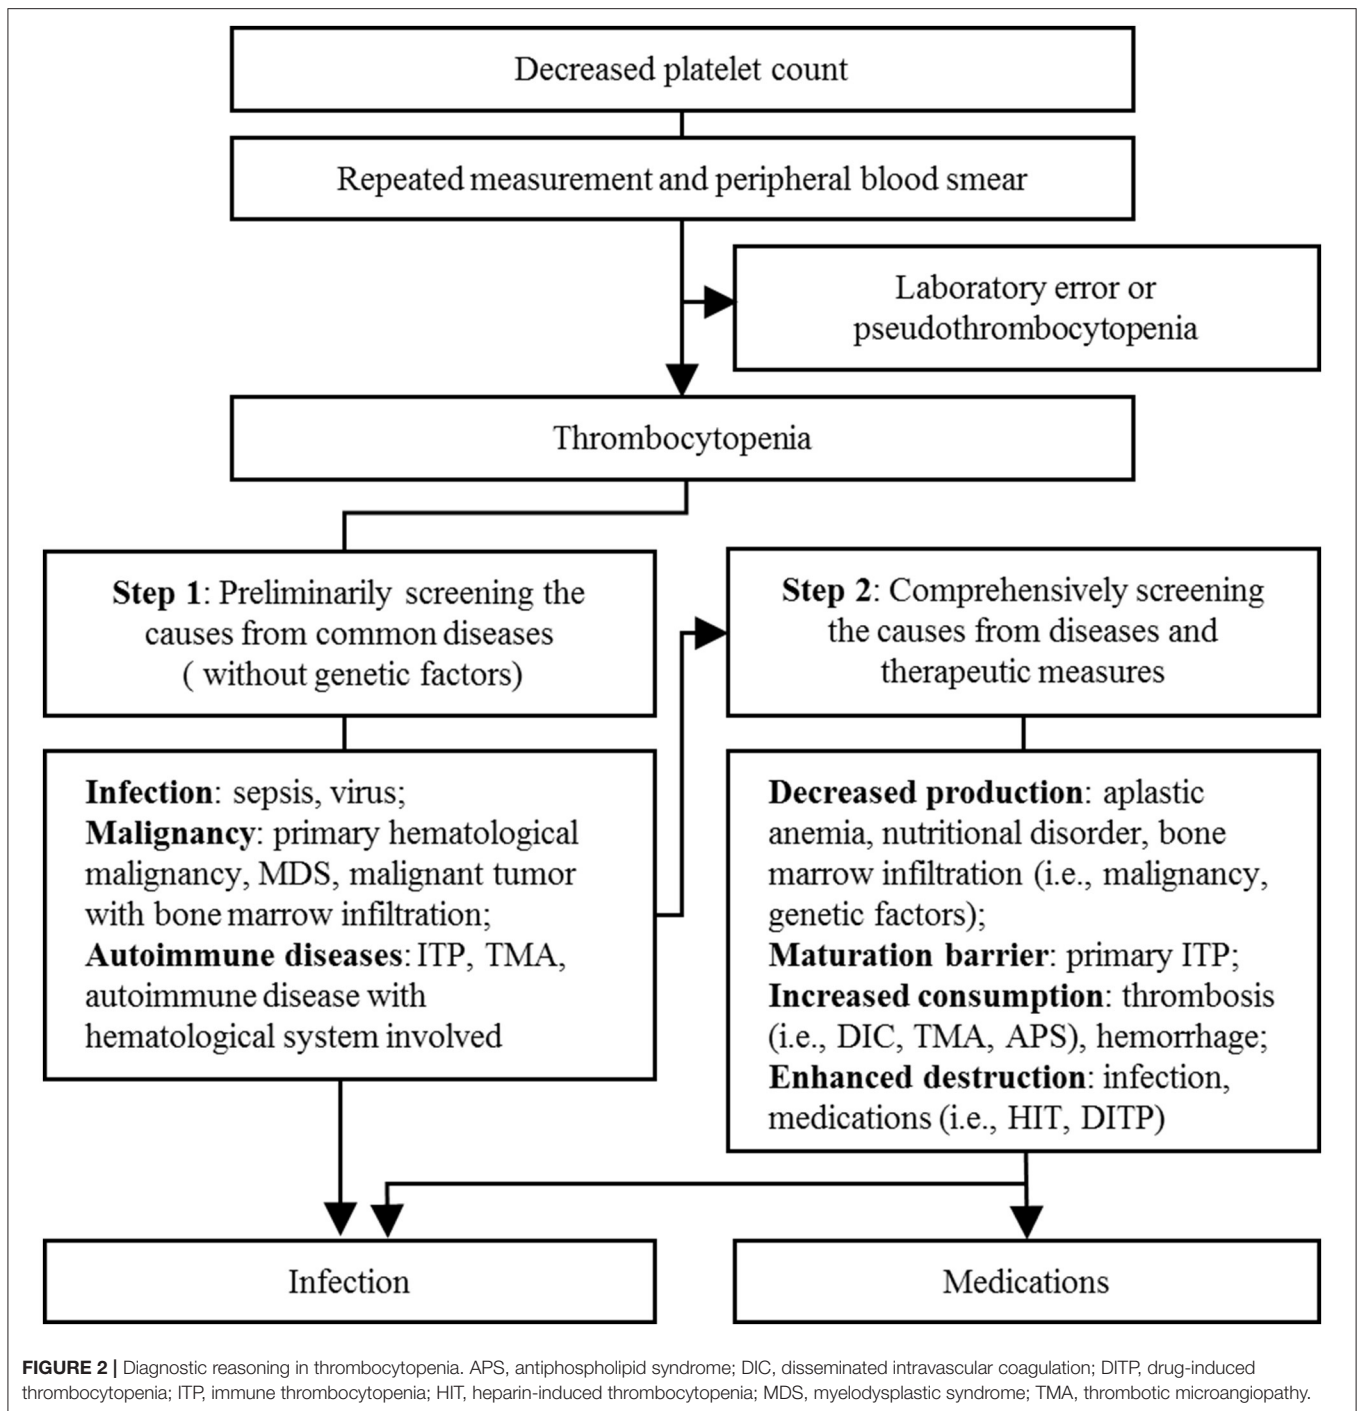 Decreased platelet count
Repeated measurement and peripheral blood smear
Laboratory error or
pseudothrombocytopenia
Thrombocytopenia
Step 1: Preliminarily screening the
causes from common diseases
( without genetic factors)
Step 2: Comprehensively screening
the causes from diseases and
therapeutic measures
Infection: sepsis, virus;
Malignancy: primary hematological
malignancy, MDS, malignant tumor
with bone marrow infiltration;
Autoimmune diseases: ITP, TMA,
autoimmune disease with
hematological system involved
Decreased production: aplastic
anemia, nutritional disorder, bone
marrow infiltration (i.e., malignancy,
genetic factors);
Maturation barrier: primary ITP;
Increased consumption: thrombosis
(i.e., DIC, TMA, APS), hemorrhage;
Enhanced destruction: infection,
medications (i.e., HIT, DITP)
Infection
Medications
FIGURE 2 | Diagnostic reasoning in thrombocytopenia. APS, antiphospholipid syndrome; DIC, disseminated intravascular coagulation; DITP, drug-induced
thrombocytopenia; ITP, immune thrombocytopenia; HIT, heparin-induced thrombocytopenia; MDS, myelodysplastic syndrome; TMA, thrombotic microangiopathy.